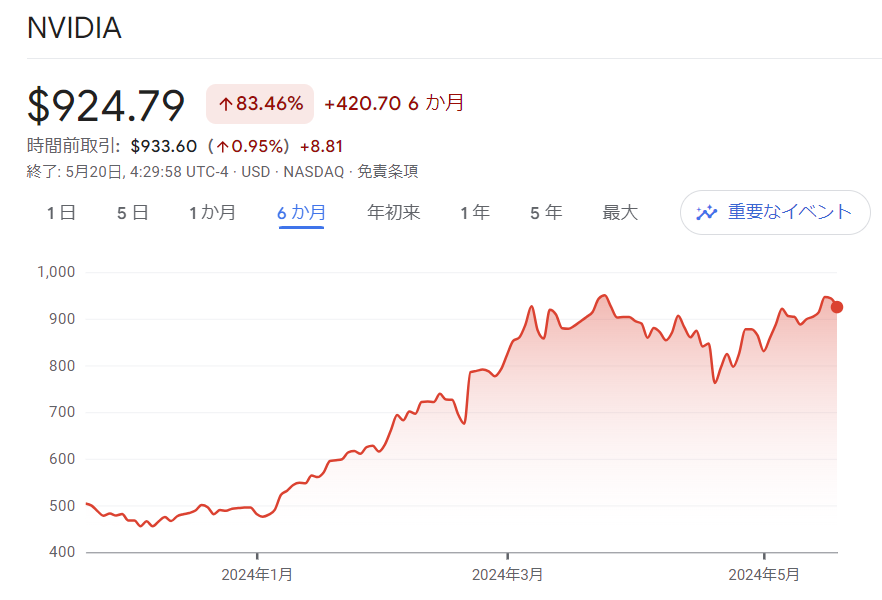 NVIDIA
$924.79 ↑83.46% +420.70 6 か月
時間前取引: $933.60 (↑0.95%) +8.81
終了: 5月20日, 4:29:58 UTC-4 · USD · NASDAQ · 免責条項
1 日 5 日 1 か月 6 か月 年初来 1 年 5 年 最大 重要なイベント
1,000
900
800
700
600
500
400
2024年1月 2024年3月 2024年5月